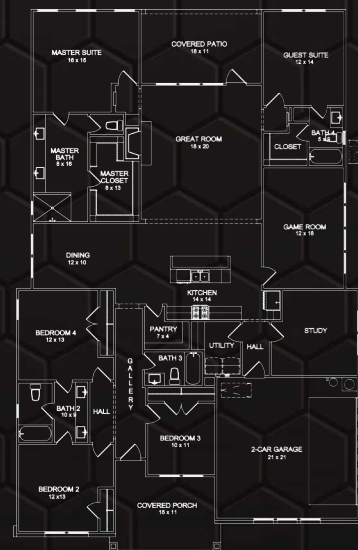 MASTER SUITE
16 x 15
COVERED PATIO
18 x 11
GUEST SUITE
12 x 14
GREAT ROOM
18 x 20
BATH 4
5 x 9
CLOSET
MASTER
BATH
8 x 16
MASTER
CLOSET
8 x 13
GAME ROOM
12 x 18
DINING
12 x 10
KITCHEN
14 x 14
BEDROOM 4
12 x 13
GALLERY
PANTRY
7 x 4
UTILITY
HALL
STUDY
BATH 3
BATH 2
10 x 9
HALL
BEDROOM 3
10 x 11
2-CAR GARAGE
21 x 21
BEDROOM 2
12 x13
COVERED PORCH
18 x 11